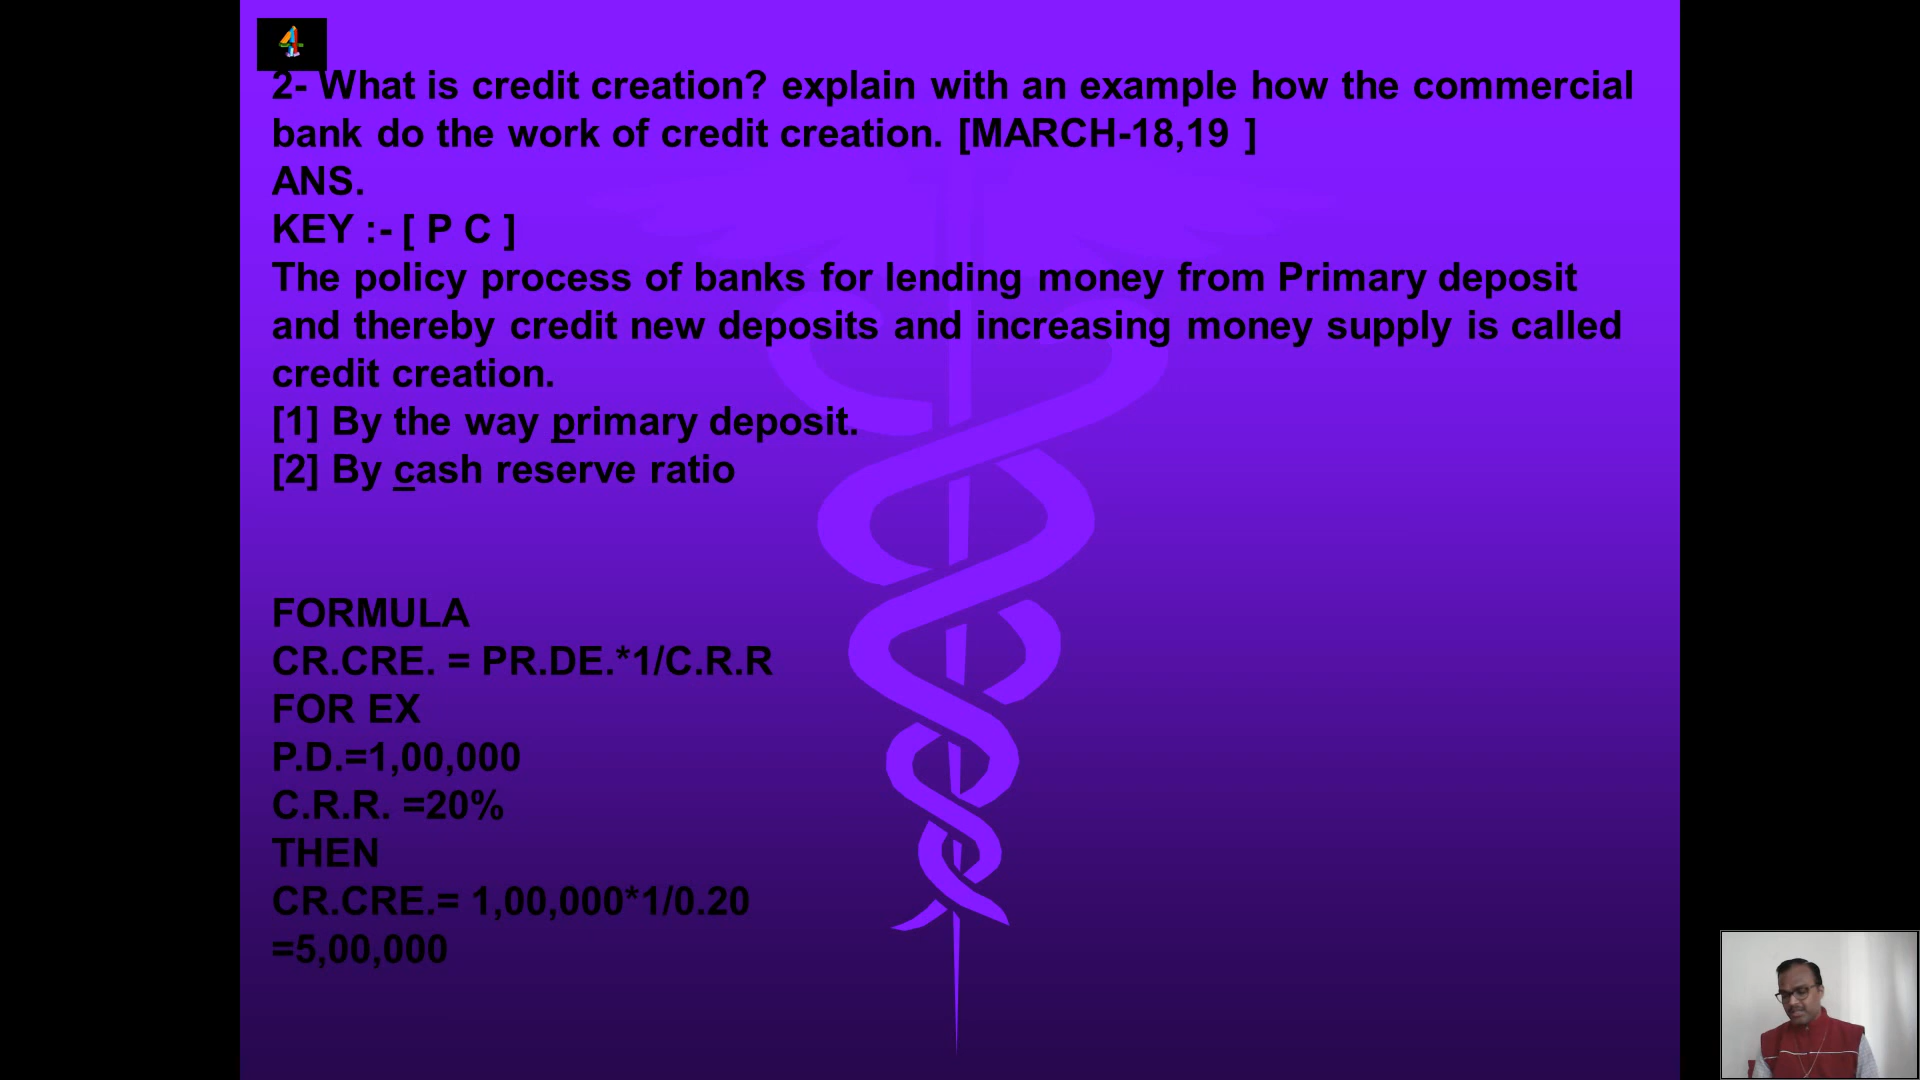 4
2- What is credit creation? explain with an example how the commercial
bank do the work of credit creation. [MARCH-18,19 ]
ANS.
KEY :- [ P C ]
The policy process of banks for lending money from Primary deposit
and thereby credit new deposits and increasing money supply is called
credit creation.
[1] By the way primary deposit.
[2] By cash reserve ratio
FORMULA
CR.CRE. = PR.DE.*1/C.R.R
FOR EX
P.D.=1,00,000
C.R.R. =20%
THEN
CR.CRE.= 1,00,000*1/0.20
=5,00,000